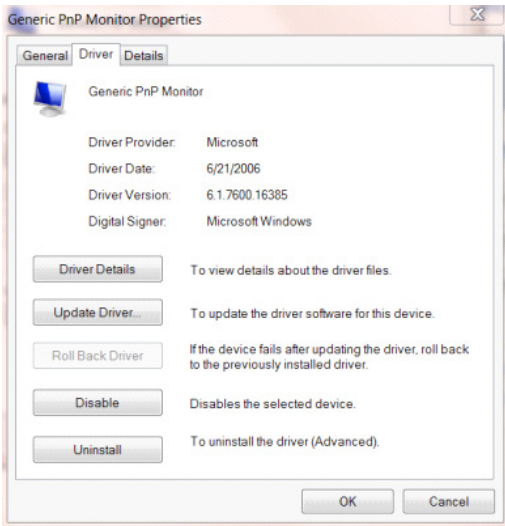 Generic PnP Monitor Properties
General Driver Details
Generic PnP Monitor
Driver Provider: Microsoft
Driver Date: 6/21/2006
Driver Version: 6.1.7600.16385
Digital Signer: Microsoft Windows
Driver Details To view details about the driver files.
Update Driver... To update the driver software for this device.
Roll Back Driver If the device fails after updating the driver, roll back
to the previously installed driver.
Disable Disables the selected device.
Uninstall To uninstall the driver (Advanced).
OK Cancel